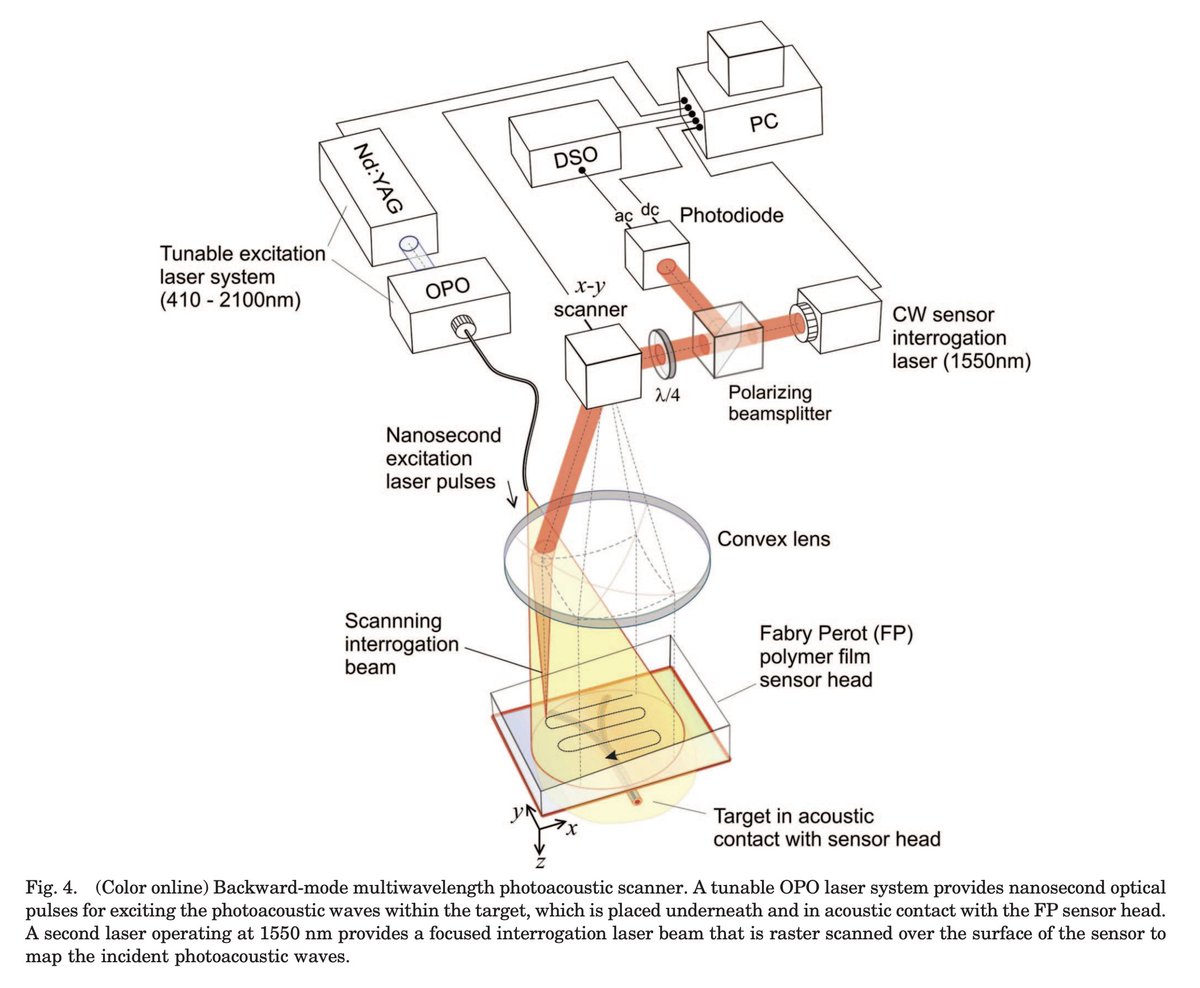 PC
Nd:YAG
DSO
ac dc
Photodiode
Tunable excitation
laser system
(410 - 2100nm)
OPO
x-y
scanner
CW sensor
interrogation
laser (1550nm)
λ/4
Polarizing
beamsplitter
Nanosecond
excitation
laser pulses
Convex lens
Scannning
interrogation
beam
Fabry Perot (FP)
polymer film
sensor head
y
x
z
Target in acoustic
contact with sensor head
Fig. 4. (Color online) Backward-mode multiwavelength photoacoustic scanner. A tunable OPO laser system provides nanosecond optical
pulses for exciting the photoacoustic waves within the target, which is placed underneath and in acoustic contact with the FP sensor head.
A second laser operating at 1550 nm provides a focused interrogation laser beam that is raster scanned over the surface of the sensor to
map the incident photoacoustic waves.